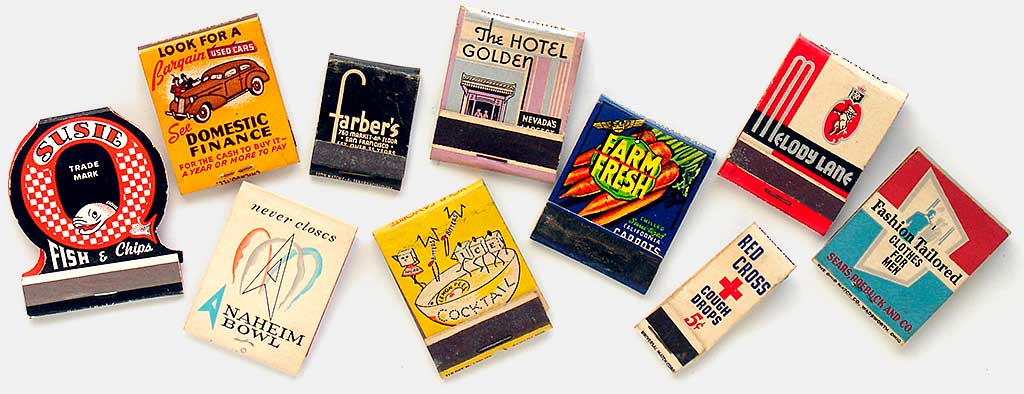 SUSIE
TRADE
MARK
Q
FISH & Chips
LOOK FOR A
Bargain USED CARS
See
DOMESTIC
FINANCE
FOR THE CASH TO BUY IT—
A YEAR OR MORE TO PAY
farber's
760 MARKET-4th FLOOR
SAN FRANCISCO
The HOTEL
GOLDEN
NEVADA'S
LARGEST
FARM
FRESH
CHILLED
CALIFORNIA
CARROTS
MELODY LANE
never closes
ANAHEIM
BOWL
COCKTAIL
RED
CROSS
COUGH
DROPS
5¢
Fashion Tailored
CLOTHES
FOR
MEN
SEARS, ROEBUCK AND CO.